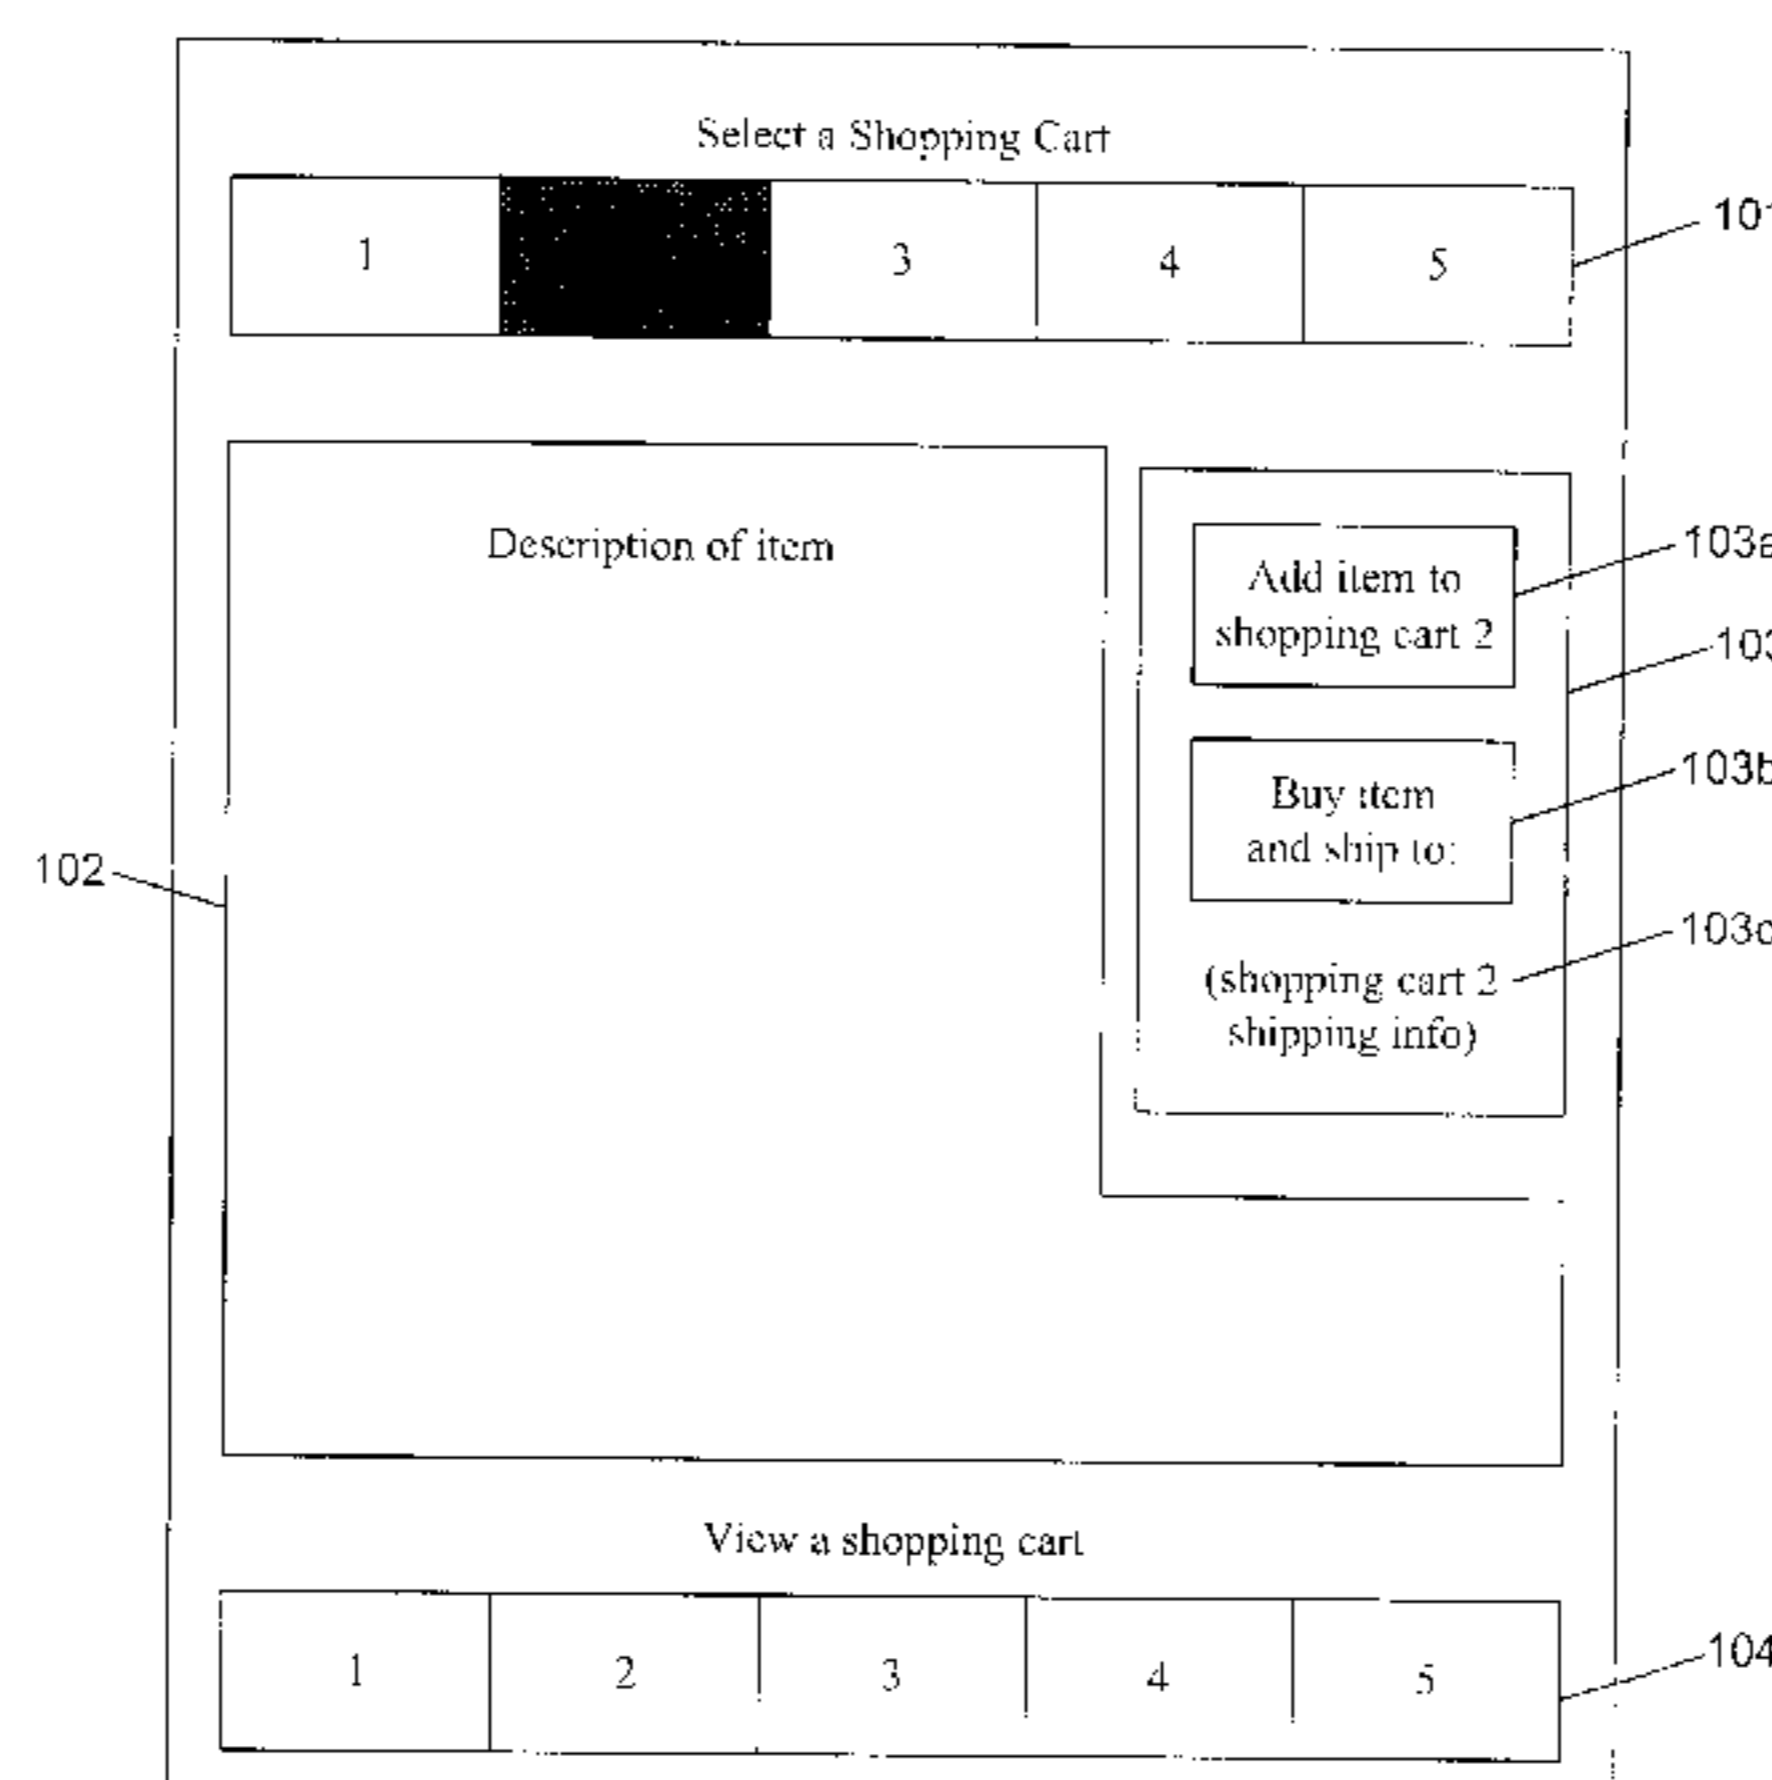 Select a Shopping Cart
1 3 4 5
101
Description of item
Add item to
shopping cart 2
103a
103
Buy item
and ship to:
103b
102
(shopping cart 2
shipping info)
103c
View a shopping cart
1 2 3 4 5
104